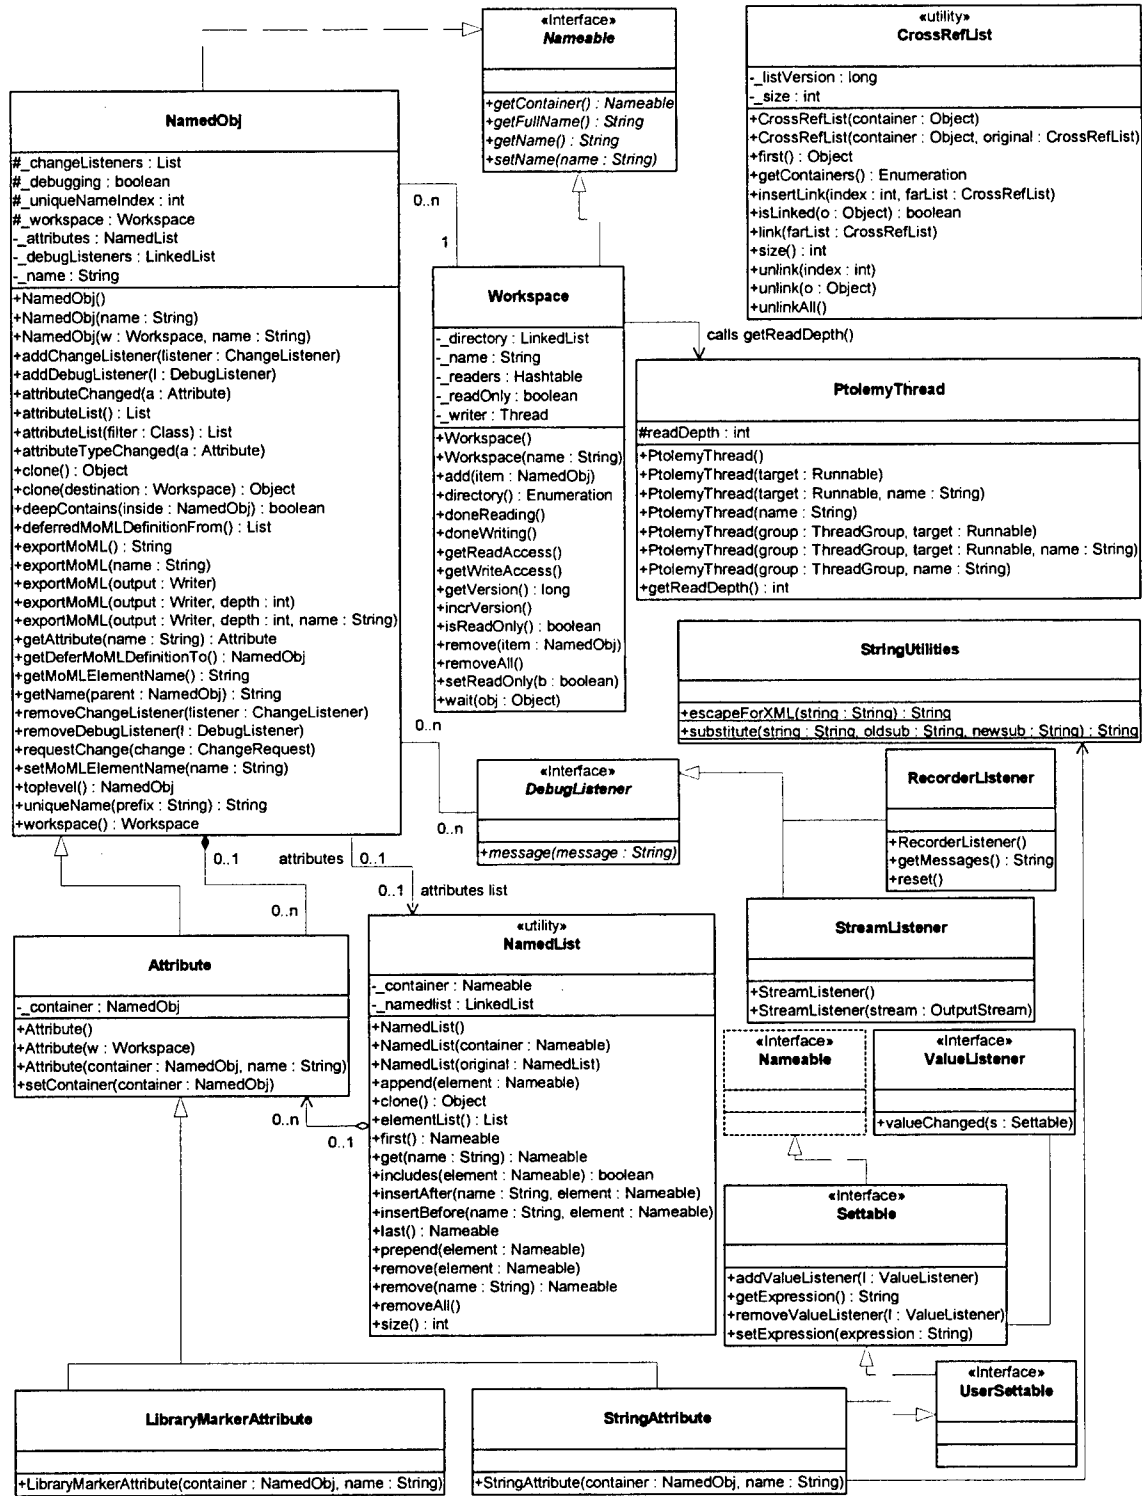 «Interface»
Nameable
+getContainer() : Nameable
+getFullName() : String
+getName() : String
+setName(name : String)
«utility»
CrossRefList
-_listVersion : long
-_size : int
+CrossRefList(container : Object)
+CrossRefList(container : Object, original : CrossRefList)
+first() : Object
+getContainers() : Enumeration
+insertLink(index : int, farList : CrossRefList)
+isLinked(o : Object) : boolean
+link(farList : CrossRefList)
+size() : int
+unlink(index : int)
+unlink(o : Object)
+unlinkAll()
NamedObj
#_changeListeners : List
#_debugging : boolean
#_uniqueNameIndex : int
#_workspace : Workspace
-_attributes : NamedList
-_debugListeners : LinkedList
-_name : String
+NamedObj()
+NamedObj(name : String)
+NamedObj(w : Workspace, name : String)
+addChangeListener(listener : ChangeListener)
+addDebugListener(l : DebugListener)
+attributeChanged(a : Attribute)
+attributeList() : List
+attributeList(filter : Class) : List
+attributeTypeChanged(a : Attribute)
+clone() : Object
+clone(destination : Workspace) : Object
+deepContains(inside : NamedObj) : boolean
+deferredMoMLDefinitionFrom() : List
+exportMoML() : String
+exportMoML(name : String)
+exportMoML(output : Writer)
+exportMoML(output : Writer, depth : int)
+exportMoML(output : Writer, depth : int, name : String)
+getAttribute(name : String) : Attribute
+getDeferMoMLDefinitionTo() : NamedObj
+getMoMLElementName() : String
+getName(parent : NamedObj) : String
+removeChangeListener(listener : ChangeListener)
+removeDebugListener(l : DebugListener)
+requestChange(change : ChangeRequest)
+setMoMLElementName(name : String)
+toplevel() : NamedObj
+uniqueName(prefix : String) : String
+workspace() : Workspace
0..n
1
Workspace
-_directory : LinkedList
-_name : String
-_readers : Hashtable
-_readOnly : boolean
-_writer : Thread
+Workspace()
+Workspace(name : String)
+add(item : NamedObj)
+directory() : Enumeration
+doneReading()
+doneWriting()
+getReadAccess()
+getWriteAccess()
+getVersion() : long
+incrVersion()
+isReadOnly() : boolean
+remove(item : NamedObj)
+removeAll()
+setReadOnly(b : boolean)
+wait(obj : Object)
calls getReadDepth()
PtolemyThread
#readDepth : int
+PtolemyThread()
+PtolemyThread(target : Runnable)
+PtolemyThread(target : Runnable, name : String)
+PtolemyThread(name : String)
+PtolemyThread(group : ThreadGroup, target : Runnable)
+PtolemyThread(group : ThreadGroup, target : Runnable, name : String)
+PtolemyThread(group : ThreadGroup, name : String)
+getReadDepth() : int
StringUtilities
+escapeForXML(string : String) : String
+substitute(string : String, oldsub : String, newsub : String) : String
0..n
0..n
«Interface»
DebugListener
+message(message : String)
RecorderListener
+RecorderListener()
+getMessages() : String
+reset()
0..1
attributes
0..1
0..n
0..1
attributes list
StreamListener
+StreamListener()
+StreamListener(stream : OutputStream)
Attribute
-_container : NamedObj
+Attribute()
+Attribute(w : Workspace)
+Attribute(container : NamedObj, name : String)
+setContainer(container : NamedObj)
0..n
0..1
«utility»
NamedList
-_container : Nameable
-_namedlist : LinkedList
+NamedList()
+NamedList(container : Nameable)
+NamedList(original : NamedList)
+append(element : Nameable)
+clone() : Object
+elementList() : List
+first() : Nameable
+get(name : String) : Nameable
+includes(element : Nameable) : boolean
+insertAfter(name : String, element : Nameable)
+insertBefore(name : String, element : Nameable)
+last() : Nameable
+prepend(element : Nameable)
+remove(element : Nameable)
+remove(name : String) : Nameable
+removeAll()
+size() : int
«Interface»
Nameable
«Interface»
ValueListener
+valueChanged(s : Settable)
«Interface»
Settable
+addValueListener(l : ValueListener)
+getExpression() : String
+removeValueListener(l : ValueListener)
+setExpression(expression : String)
«Interface»
UserSettable
LibraryMarkerAttribute
+LibraryMarkerAttribute(container : NamedObj, name : String)
StringAttribute
+StringAttribute(container : NamedObj, name : String)